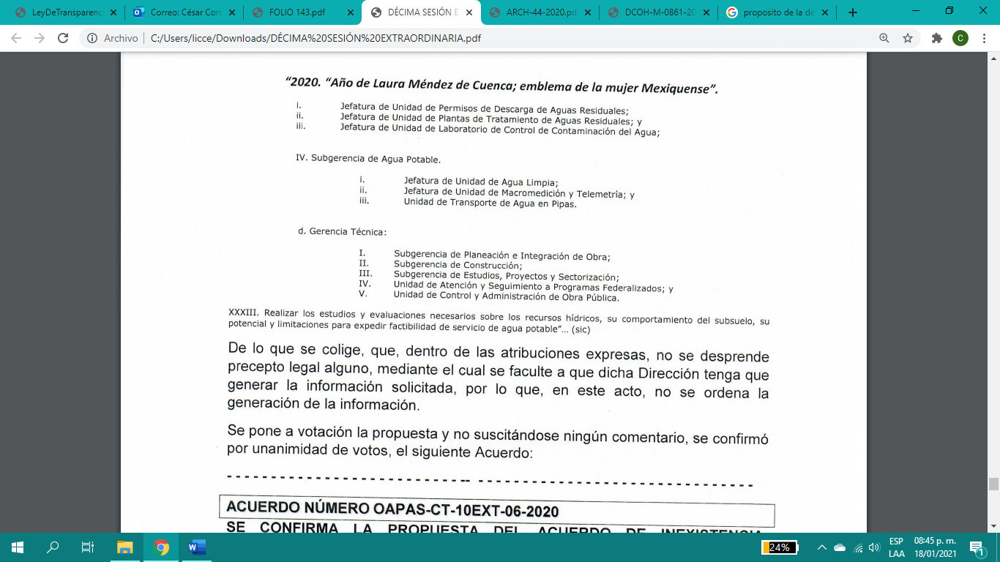 LeyDeTransparenc
Correo: César Con
FOLIO 143.pdf
DÉCIMA SESIÓN E
ARCH-44-2020.pd
DCOH-M-0861-20
proposito de la de
Archivo
C:/Users/licce/Downloads/DÉCIMA%20SESIÓN%20EXTRAORDINARIA.pdf
C
“2020. “Año de Laura Méndez de Cuenca; emblema de la mujer Mexiquense”.
i. Jefatura de Unidad de Permisos de Descarga de Aguas Residuales;
ii. Jefatura de Unidad de Plantas de Tratamiento de Aguas Residuales; y
iii. Jefatura de Unidad de Laboratorio de Control de Contaminación del Agua;
IV. Subgerencia de Agua Potable.
i. Jefatura de Unidad de Agua Limpia;
ii. Jefatura de Unidad de Macromedición y Telemetría; y
iii. Unidad de Transporte de Agua en Pipas.
d. Gerencia Técnica:
I. Subgerencia de Planeación e Integración de Obra;
II. Subgerencia de Construcción;
III. Subgerencia de Estudios, Proyectos y Sectorización;
IV. Unidad de Atención y Seguimiento a Programas Federalizados; y
V. Unidad de Control y Administración de Obra Pública.
XXXIII. Realizar los estudios y evaluaciones necesarios sobre los recursos hídricos, su comportamiento del subsuelo, su
potencial y limitaciones para expedir factibilidad de servicio de agua potable”... (sic)
De lo que se colige, que, dentro de las atribuciones expresas, no se desprende
precepto legal alguno, mediante el cual se faculte a que dicha Dirección tenga que
generar la información solicitada, por lo que, en este acto, no se ordena la
generación de la información.
Se pone a votación la propuesta y no suscitándose ningún comentario, se confirmó
por unanimidad de votos, el siguiente Acuerdo:
ACUERDO NÚMERO OAPAS-CT-10EXT-06-2020
SE CONFIRMA LA PROPUESTA DEL ACUERDO DE INEXISTENCIA
24%
ESP
LAA
08:45 p. m.
18/01/2021
1